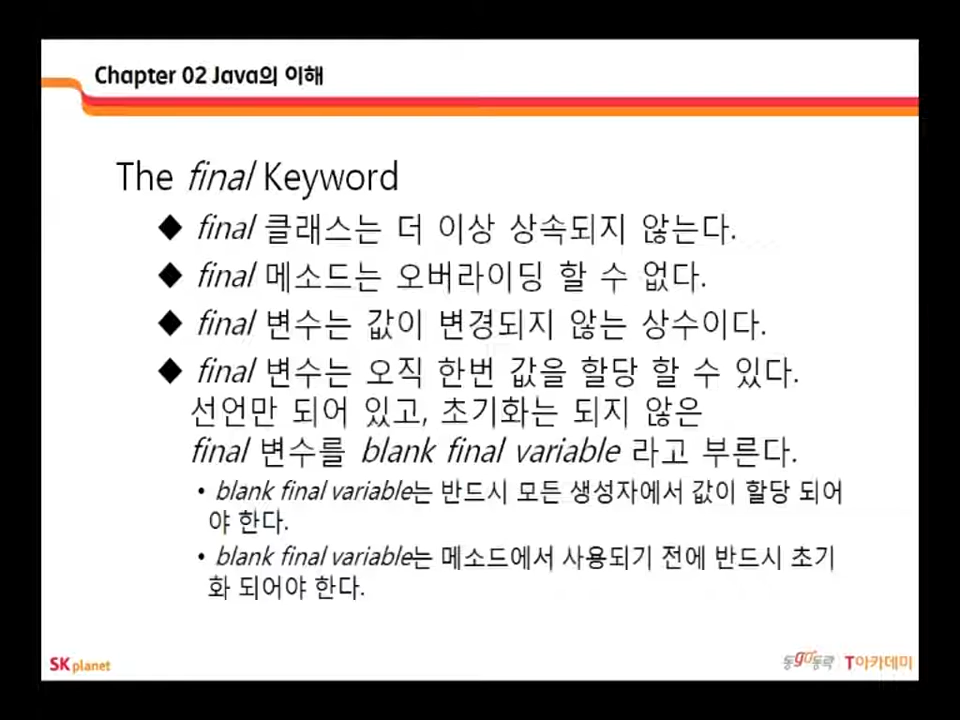 Chapter 02 Java의 이해
The final Keyword
◆ final 클래스는 더 이상 상속되지 않는다.
◆ final 메소드는 오버라이딩 할 수 없다.
◆ final 변수는 값이 변경되지 않는 상수이다.
◆ final 변수는 오직 한번 값을 할당 할 수 있다.
선언만 되어 있고, 초기화는 되지 않은
final 변수를 blank final variable 라고 부른다.
• blank final variable는 반드시 모든 생성자에서 값이 할당 되어
야 한다.
• blank final variable는 메소드에서 사용되기 전에 반드시 초기
화 되어야 한다.
SK planet
동go동락 T아카데미